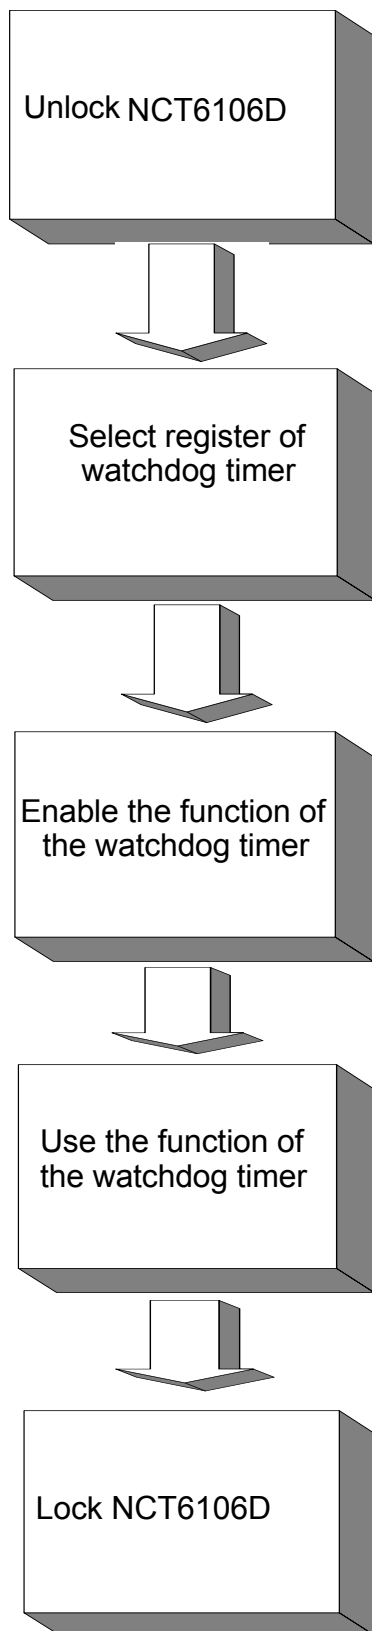 Unlock NCT6106D
Select register of
watchdog timer
Enable the function of
the watchdog timer
Use the function of
the watchdog timer
Lock NCT6106D